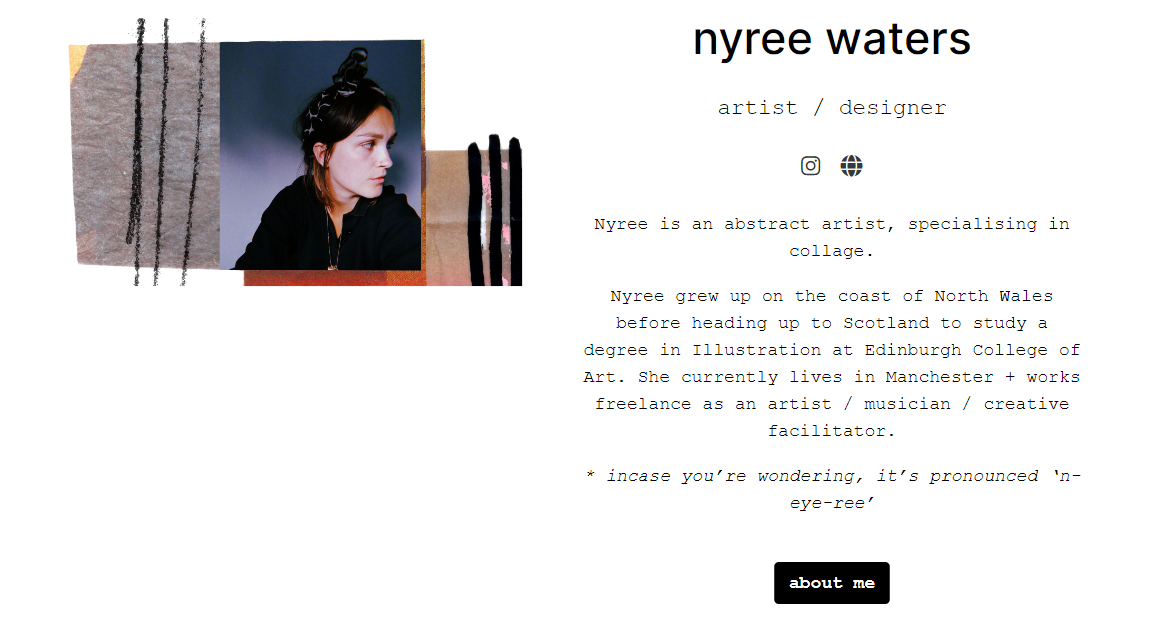 nyree waters
artist / designer
Nyree is an abstract artist, specialising in
collage.
Nyree grew up on the coast of North Wales
before heading up to Scotland to study a
degree in Illustration at Edinburgh College of
Art. She currently lives in Manchester + works
freelance as an artist / musician / creative
facilitator.
* incase you’re wondering, it’s pronounced ‘n-
eye-ree’
about me